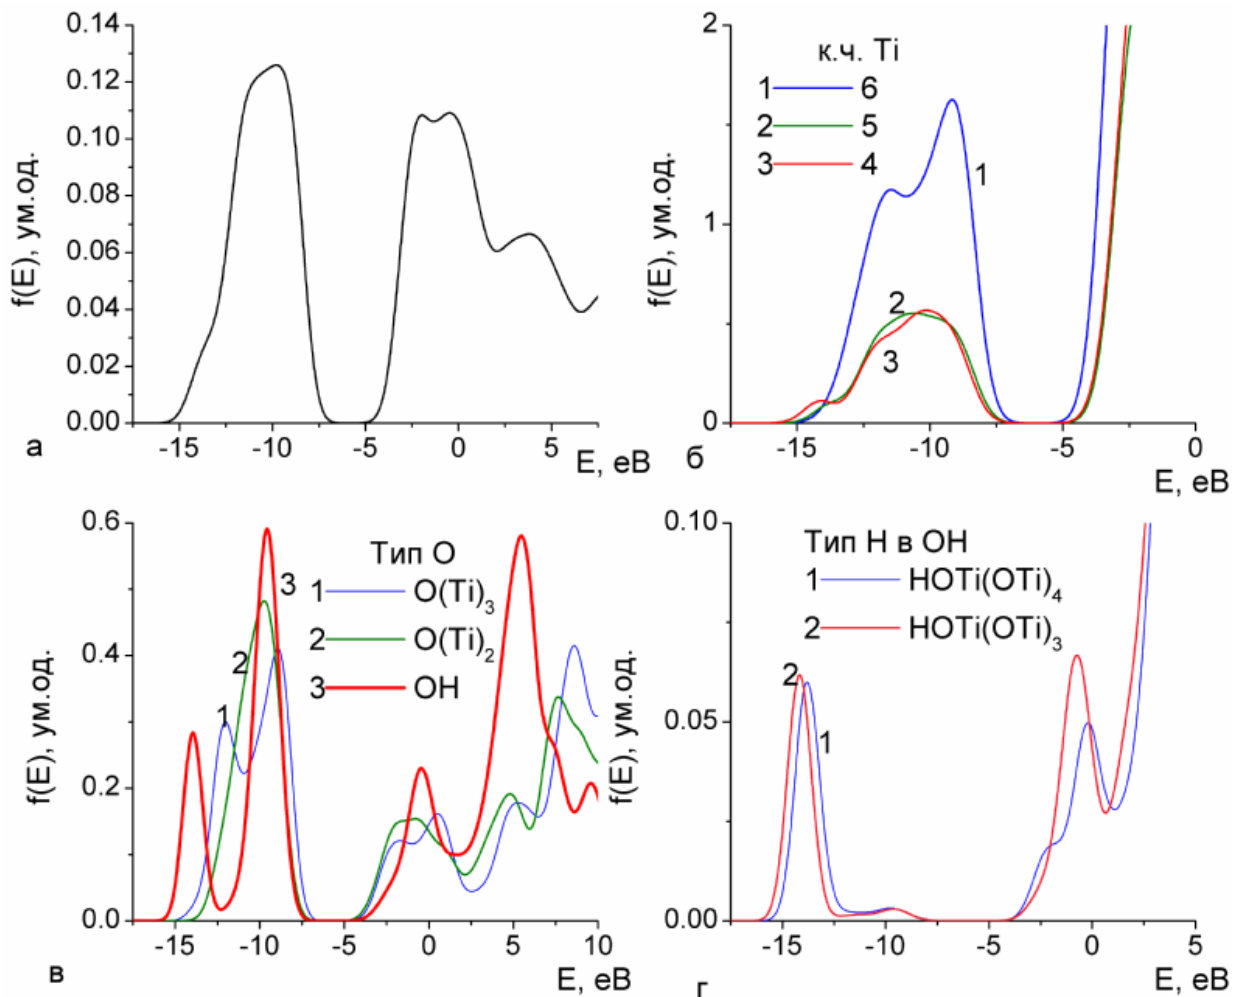 0.14
0.12
0.10
0.08
0.06
0.04
0.02
0.00
f(E), ум.од.
-15 -10 -5 0 5
E, еВ
а
2
1
0
f(E), ум.од.
к.ч. Ti
1 6
2 5
3 4
1
2
3
-15 -10 -5 0
E, еВ
б
0.6
0.4
0.2
0.0
f(E), ум.од.
Тип О
1 O(Ti)3
2 O(Ti)2
3 OH
3
2
1
-15 -10 -5 0 5 10
E, еВ
в
0.10
0.05
0.00
f(E), ум.од.
Тип Н в ОН
1 HOTi(OTi)4
2 HOTi(OTi)3
2
1
-15 -10 -5 0 5
E, еВ
г